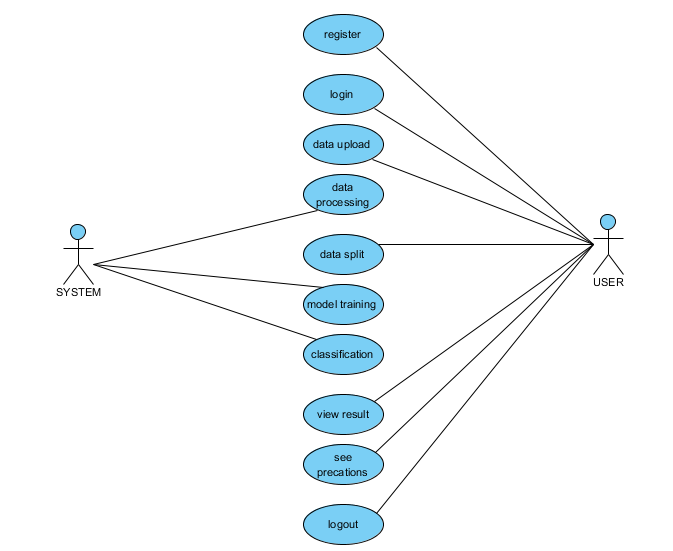 register
login
data upload
data
processing
SYSTEM
data split
USER
model training
classification
view result
see
precations
logout